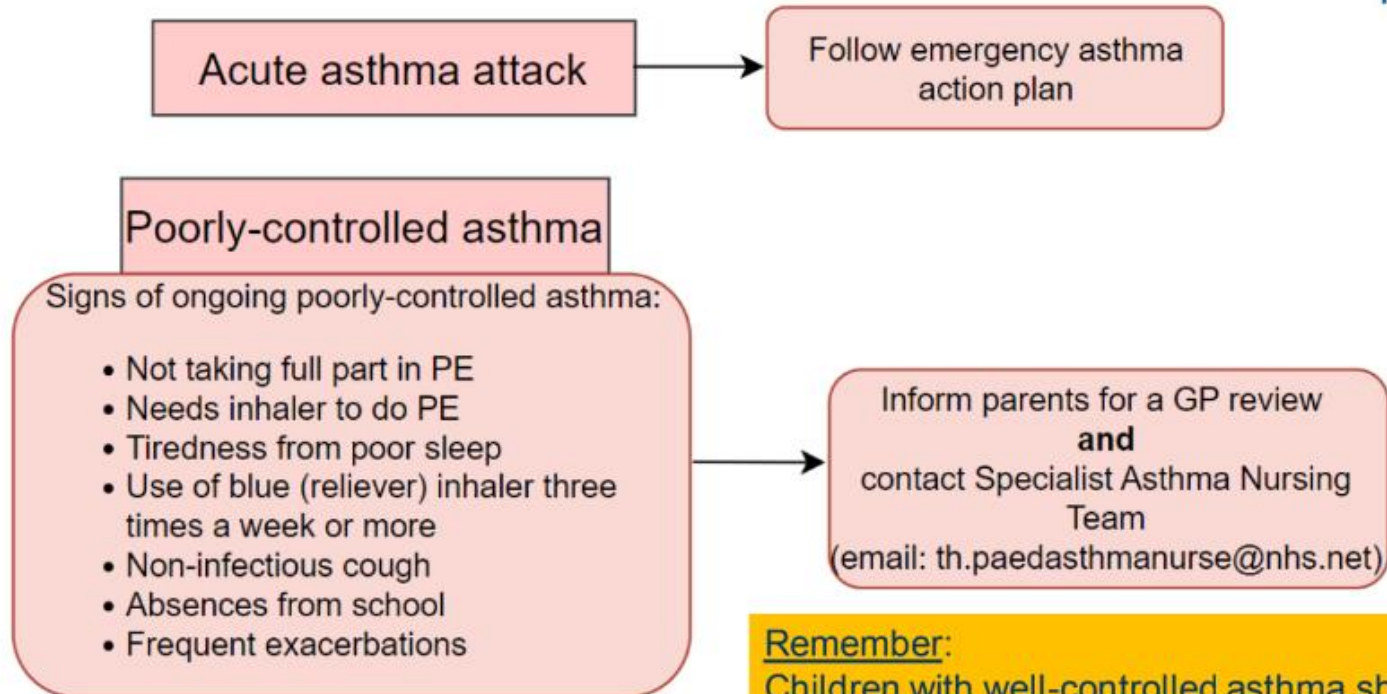 Acute asthma attack
Follow emergency asthma
action plan
Poorly-controlled asthma
Signs of ongoing poorly-controlled asthma:
• Not taking full part in PE
• Needs inhaler to do PE
• Tiredness from poor sleep
• Use of blue (reliever) inhaler three
times a week or more
• Non-infectious cough
• Absences from school
• Frequent exacerbations
Inform parents for a GP review
and
contact Specialist Asthma Nursing
Team
(email: th.paedasthmanurse@nhs.net)
Remember:
Children with well-controlled asthma